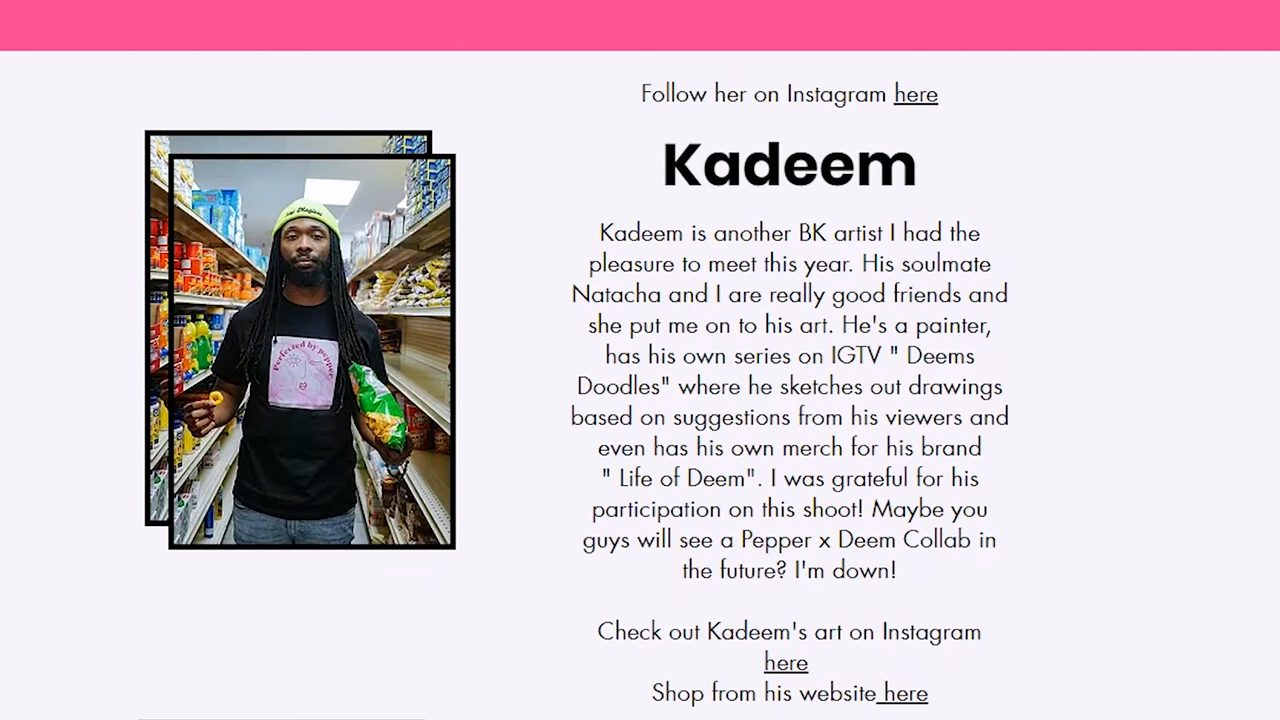 Follow her on Instagram here
Kadeem
Kadeem is another BK artist I had the
pleasure to meet this year. His soulmate
Natacha and I are really good friends and
she put me on to his art. He's a painter,
has his own series on IGTV " Deems
Doodles" where he sketches out drawings
based on suggestions from his viewers and
even has his own merch for his brand
" Life of Deem". I was grateful for his
participation on this shoot! Maybe you
guys will see a Pepper x Deem Collab in
the future? I'm down!
Check out Kadeem's art on Instagram
here
Shop from his website here
Perfected by pepper